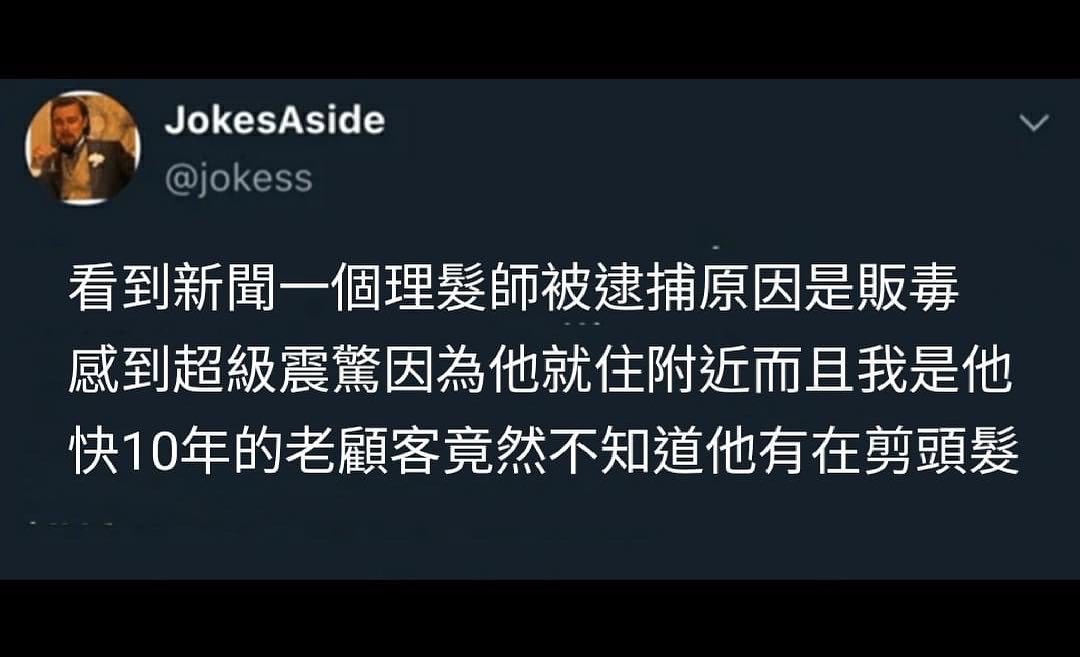 JokesAside
@jokess
看到新聞一個理髮師被逮捕原因是販毒
感到超級震驚因為他就住附近而且我是他
快10年的老顧客竟然不知道他有在剪頭髮